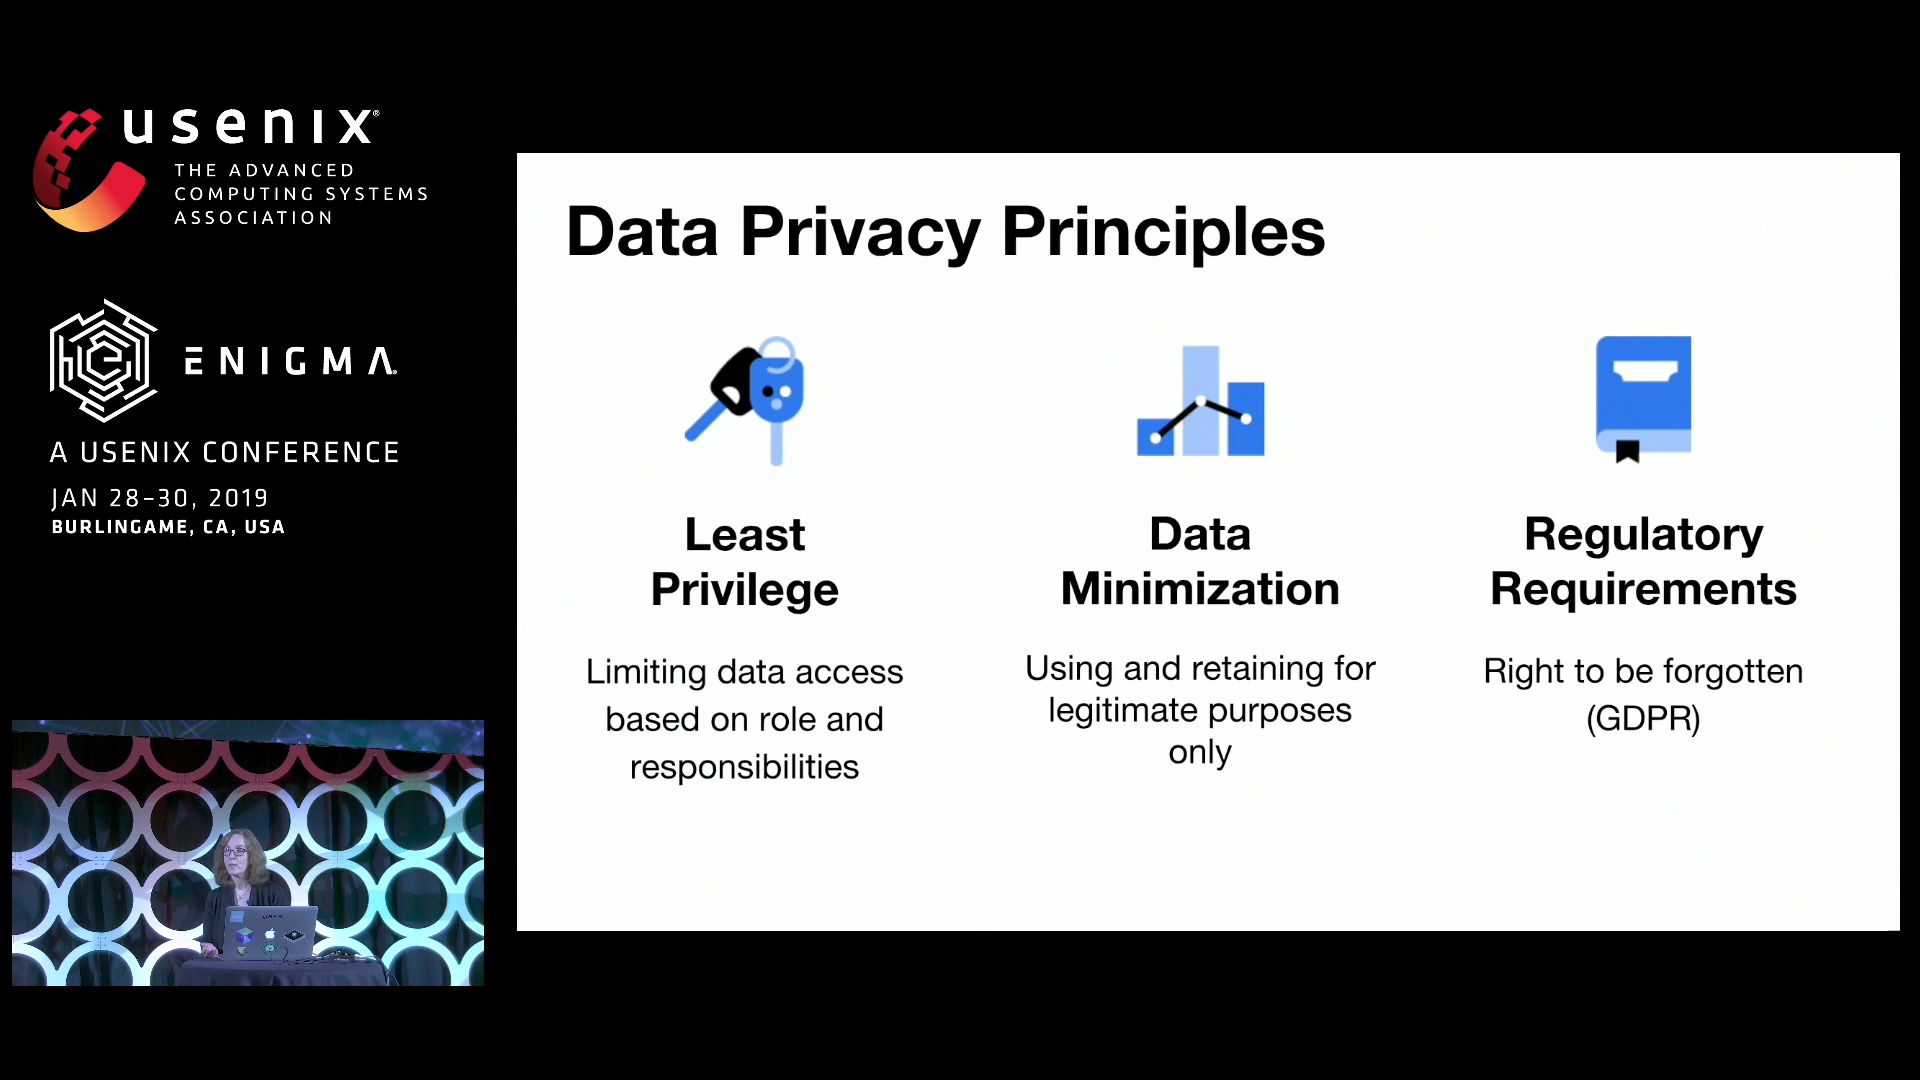 usenix®
THE ADVANCED
COMPUTING SYSTEMS
ASSOCIATION
ENIGMA
A USENIX CONFERENCE
JAN 28–30, 2019
BURLINGAME, CA, USA
Data Privacy Principles
Least
Privilege
Limiting data access
based on role and
responsibilities
Data
Minimization
Using and retaining for
legitimate purposes
only
Regulatory
Requirements
Right to be forgotten
(GDPR)